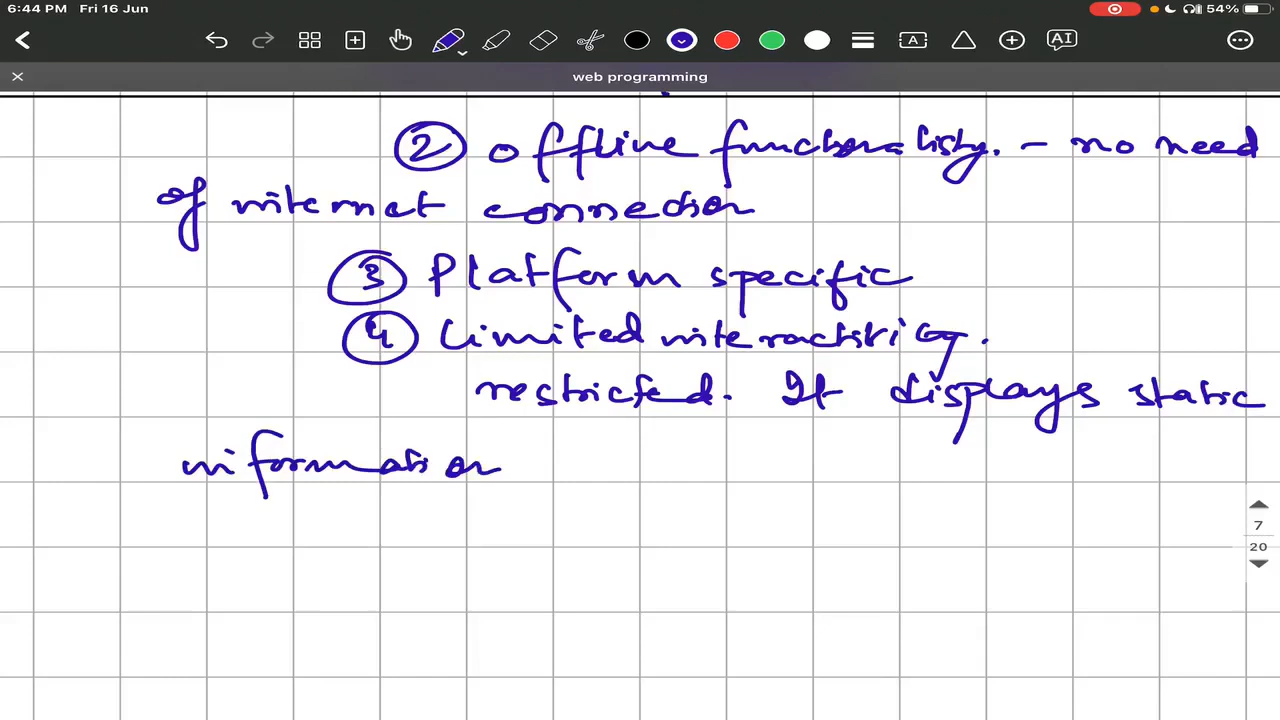 6:44 PM Fri 16 Jun
54%
A
AI
web programming
② offline functionality. - no need
of internet connection
③ Platform specific
④ Limited interactivity.
restricted. It displays static
information
7
20